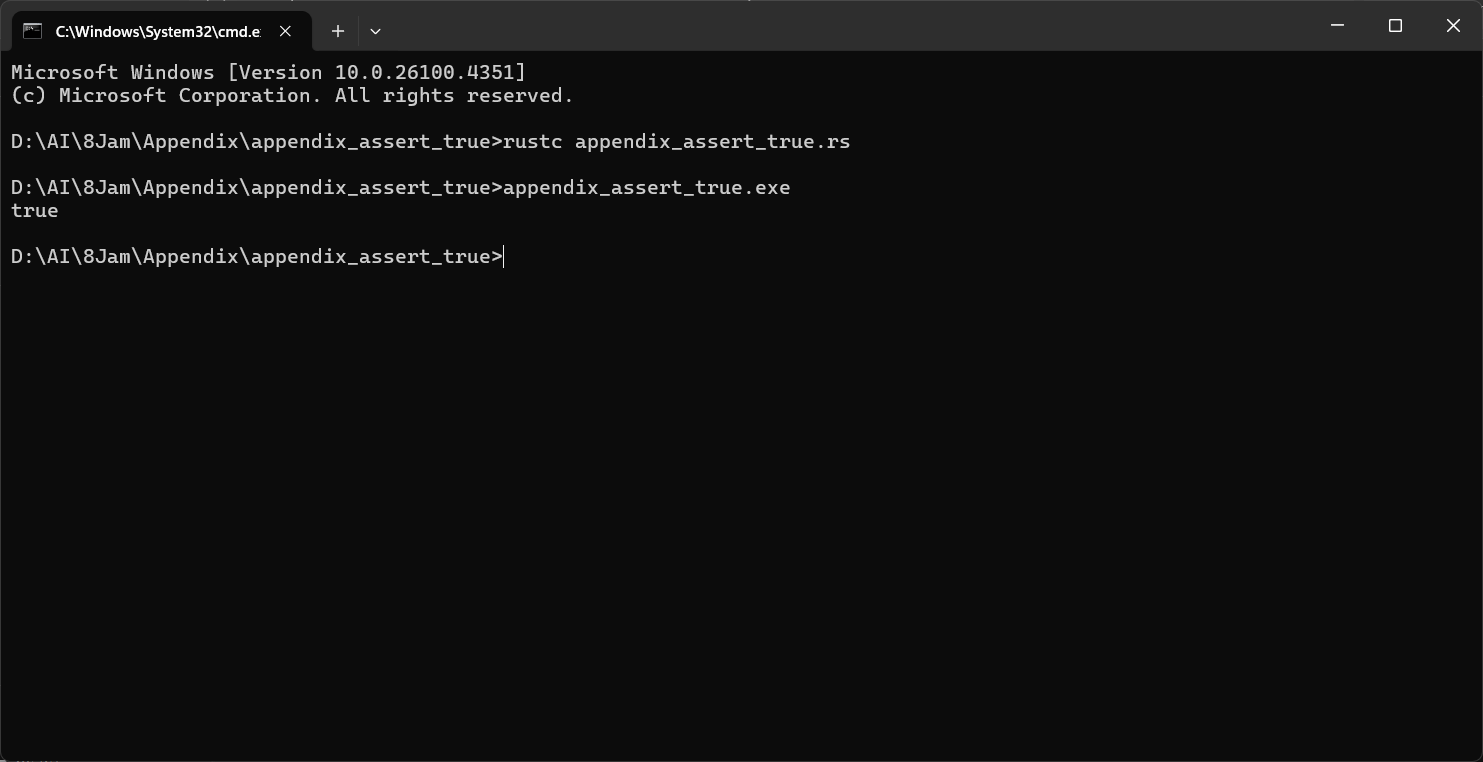 C:\Windows\System32\cmd.e
Microsoft Windows [Version 10.0.26100.4351]
(c) Microsoft Corporation. All rights reserved.
D:\AI\8Jam\Appendix\appendix_assert_true>rustc appendix_assert_true.rs
D:\AI\8Jam\Appendix\appendix_assert_true>appendix_assert_true.exe
true
D:\AI\8Jam\Appendix\appendix_assert_true>